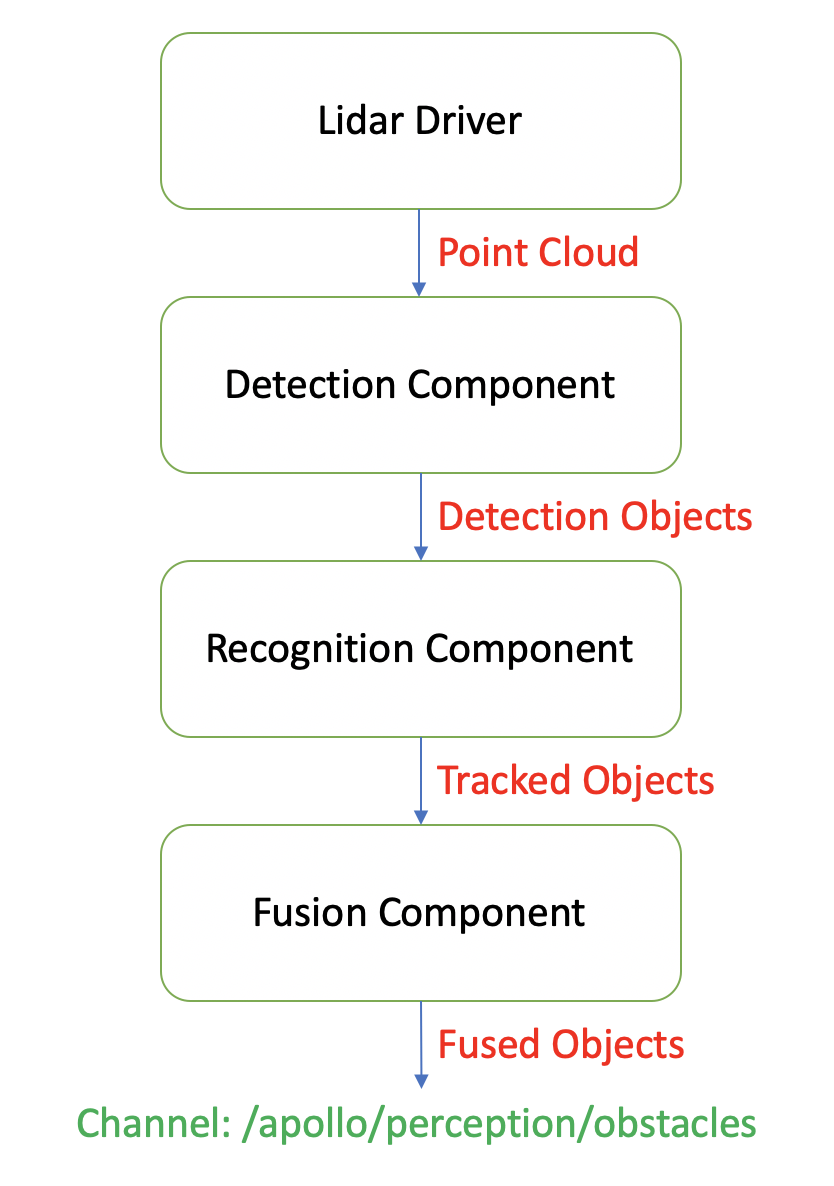 Lidar Driver
Point Cloud
Detection Component
Detection Objects
Recognition Component
Tracked Objects
Fusion Component
Fused Objects
Channel: /apollo/perception/obstacles